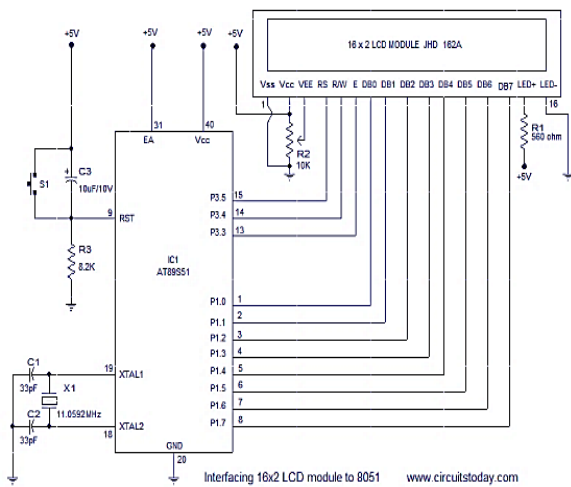 +5V +5V +5V +5V
16 x 2 LCD MODULE JHD 162A
Vss Vcc VEE RS R/W E DB0 DB1 DB2 DB3 DB4 DB5 DB6 DB7 LED+ LED-
1 16
31 40
EA Vcc
R1
560 ohm
+5V
R2
10K
S1
+ C3
10uF/10V
9 RST
R3
8.2K
IC1
AT89S51
P3.5 15
P3.4 14
P3.3 13
P1.0 1
P1.1 2
P1.2 3
P1.3 4
P1.4 5
P1.5 6
P1.6 7
P1.7 8
C1
33pF
19 XTAL1
X1
11.0592MHz
C2
33pF
18 XTAL2
GND
20
Interfacing 16x2 LCD module to 8051 www.circuitstoday.com